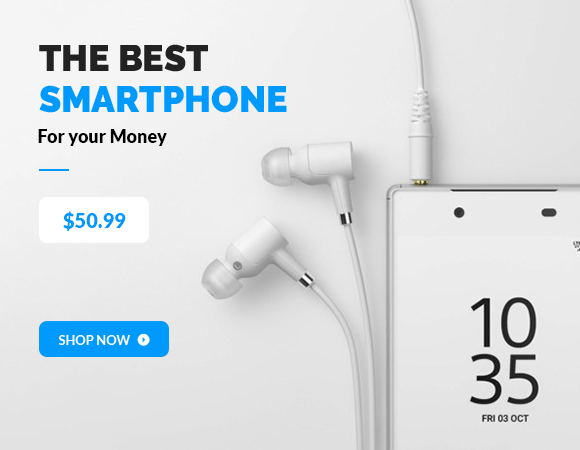 THE BEST
SMARTPHONE
For your Money
$50.99
SHOP NOW
10
35
FRI 03 OCT